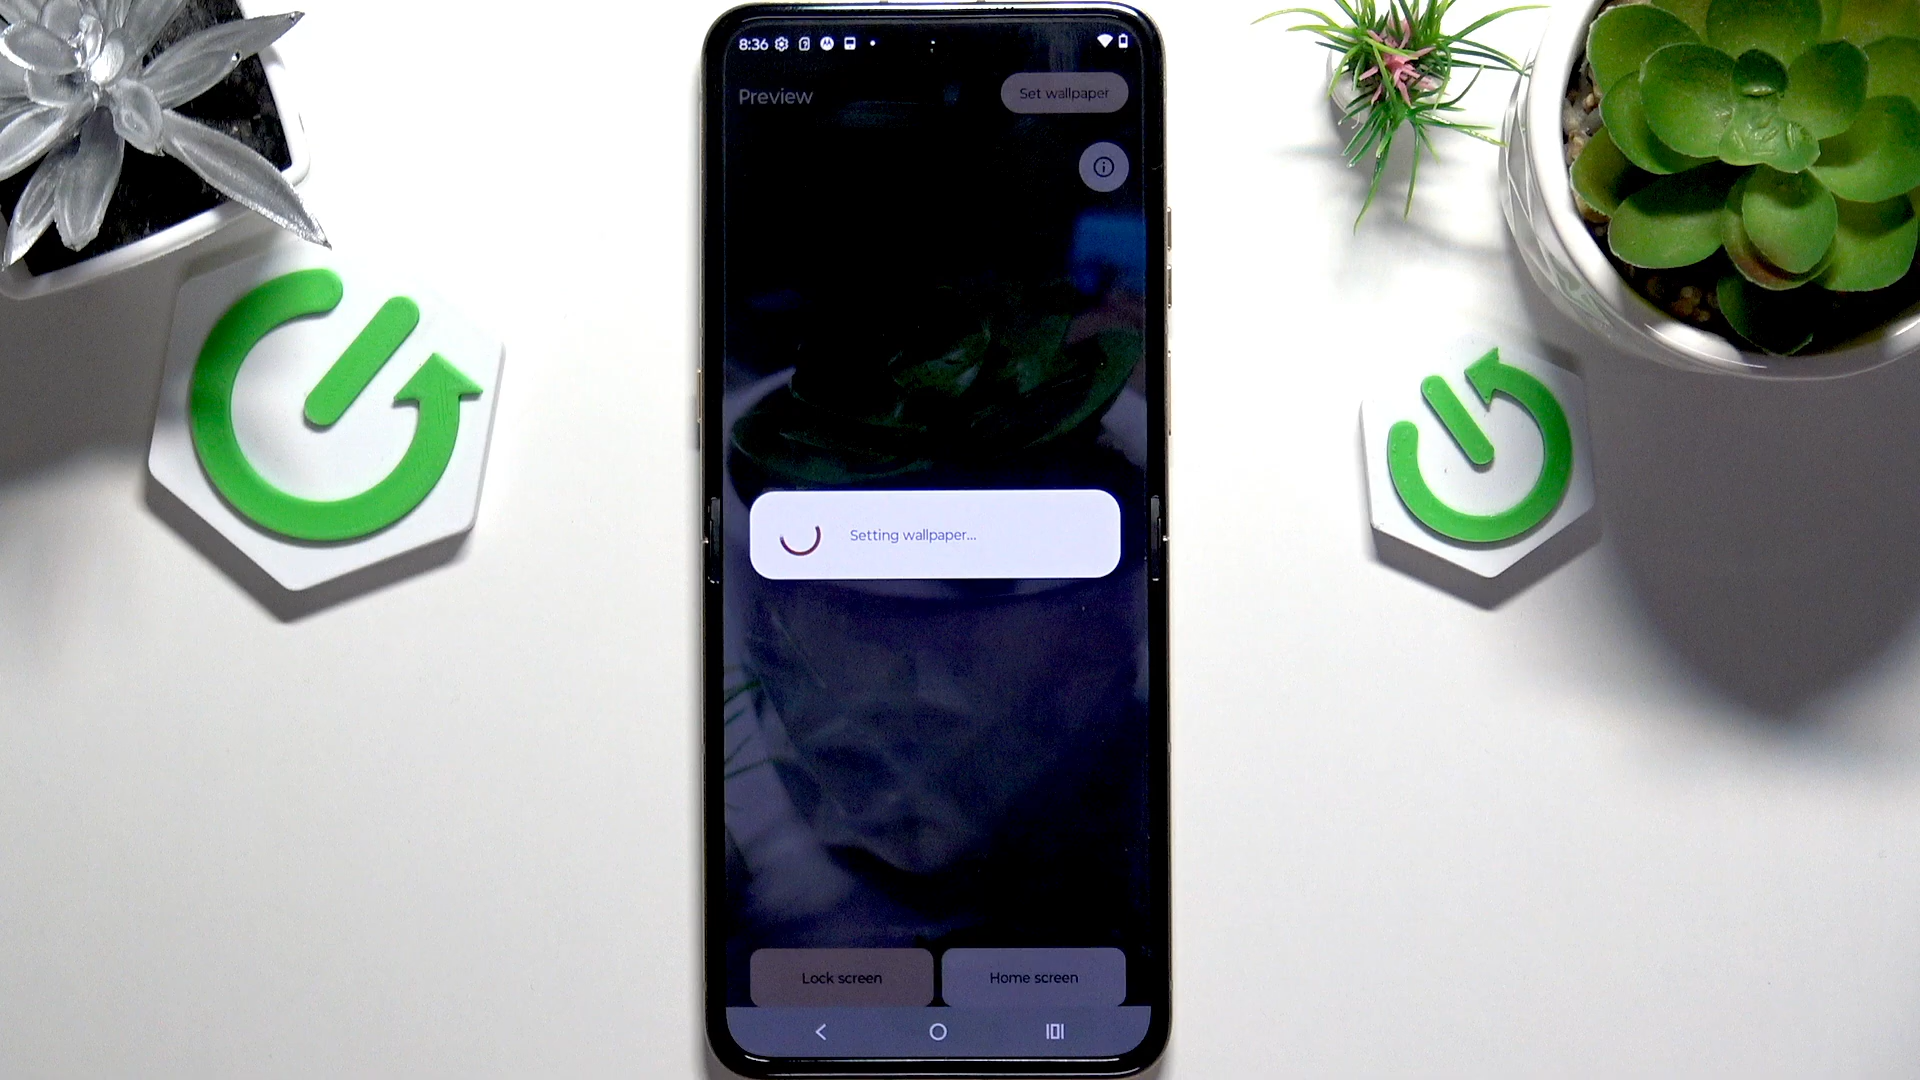 8:36
Preview
Set wallpaper
Setting wallpaper...
Lock screen
Home screen